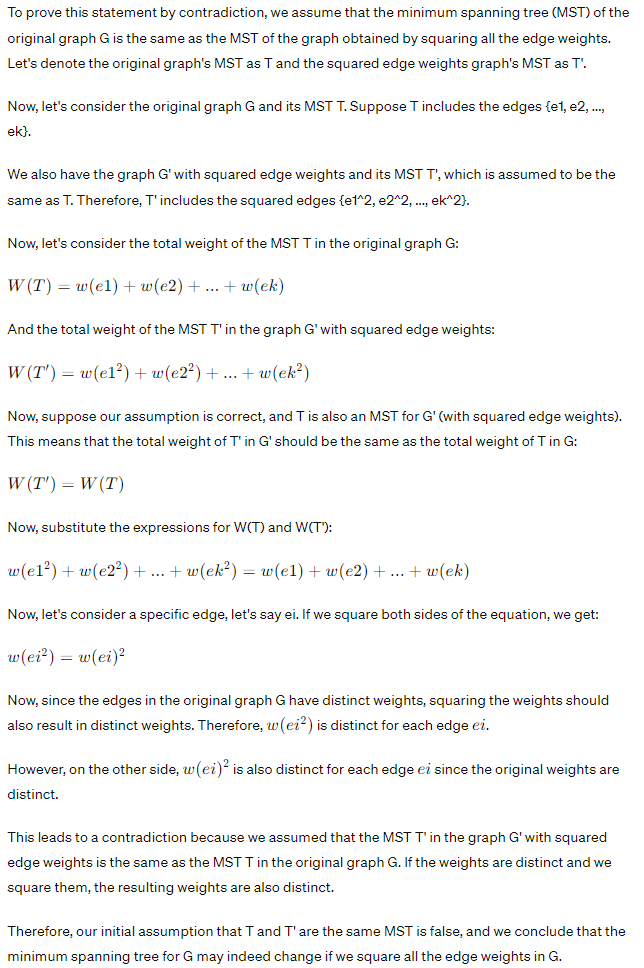 To prove this statement by contradiction, we assume that the minimum spanning tree (MST) of the
original graph G is the same as the MST of the graph obtained by squaring all the edge weights.
Let's denote the original graph's MST as T and the squared edge weights graph's MST as T'.
Now, let's consider the original graph G and its MST T. Suppose T includes the edges {e1, e2, ...,
ek}.
We also have the graph G' with squared edge weights and its MST T', which is assumed to be the
same as T. Therefore, T' includes the squared edges {e1^2, e2^2, ..., ek^2}.
Now, let's consider the total weight of the MST T in the original graph G:
W(T) = w(e1) + w(e2) + ... + w(ek)
And the total weight of the MST T' in the graph G' with squared edge weights:
W(T') = w(e1²) + w(e2²) + ... + w(ek²)
Now, suppose our assumption is correct, and T is also an MST for G' (with squared edge weights).
This means that the total weight of T' in G' should be the same as the total weight of T in G:
W(T') = W(T)
Now, substitute the expressions for W(T) and W(T'):
w(e1²) + w(e2²) + ... + w(ek²) = w(e1) + w(e2) + ... + w(ek)
Now, let's consider a specific edge, let's say ei. If we square both sides of the equation, we get:
w(ei²) = w(ei)²
Now, since the edges in the original graph G have distinct weights, squaring the weights should
also result in distinct weights. Therefore, w(ei²) is distinct for each edge ei.
However, on the other side, w(ei)² is also distinct for each edge ei since the original weights are
distinct.
This leads to a contradiction because we assumed that the MST T' in the graph G' with squared
edge weights is the same as the MST T in the original graph G. If the weights are distinct and we
square them, the resulting weights are also distinct.
Therefore, our initial assumption that T and T' are the same MST is false, and we conclude that the
minimum spanning tree for G may indeed change if we square all the edge weights in G.